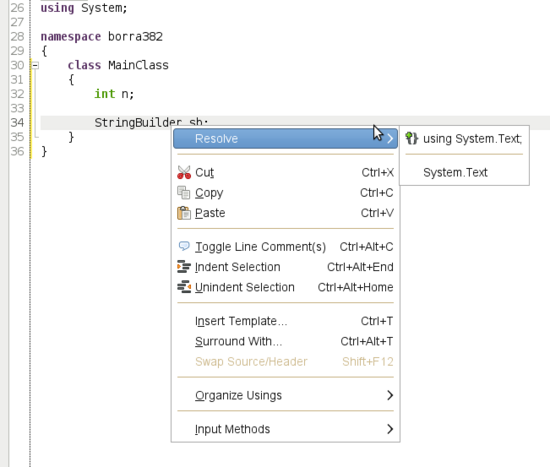 26 using System;
27
28 namespace borra382
29 {
30 class MainClass
31 {
32 int n;
33
34 StringBuilder sb;
35 }
36 }
Resolve
using System.Text;
System.Text
Cut Ctrl+X
Copy Ctrl+C
Paste Ctrl+V
Toggle Line Comment(s) Ctrl+Alt+C
Indent Selection Ctrl+Alt+End
Unindent Selection Ctrl+Alt+Home
Insert Template... Ctrl+T
Surround With... Ctrl+Alt+T
Swap Source/Header Shift+F12
Organize Usings
Input Methods